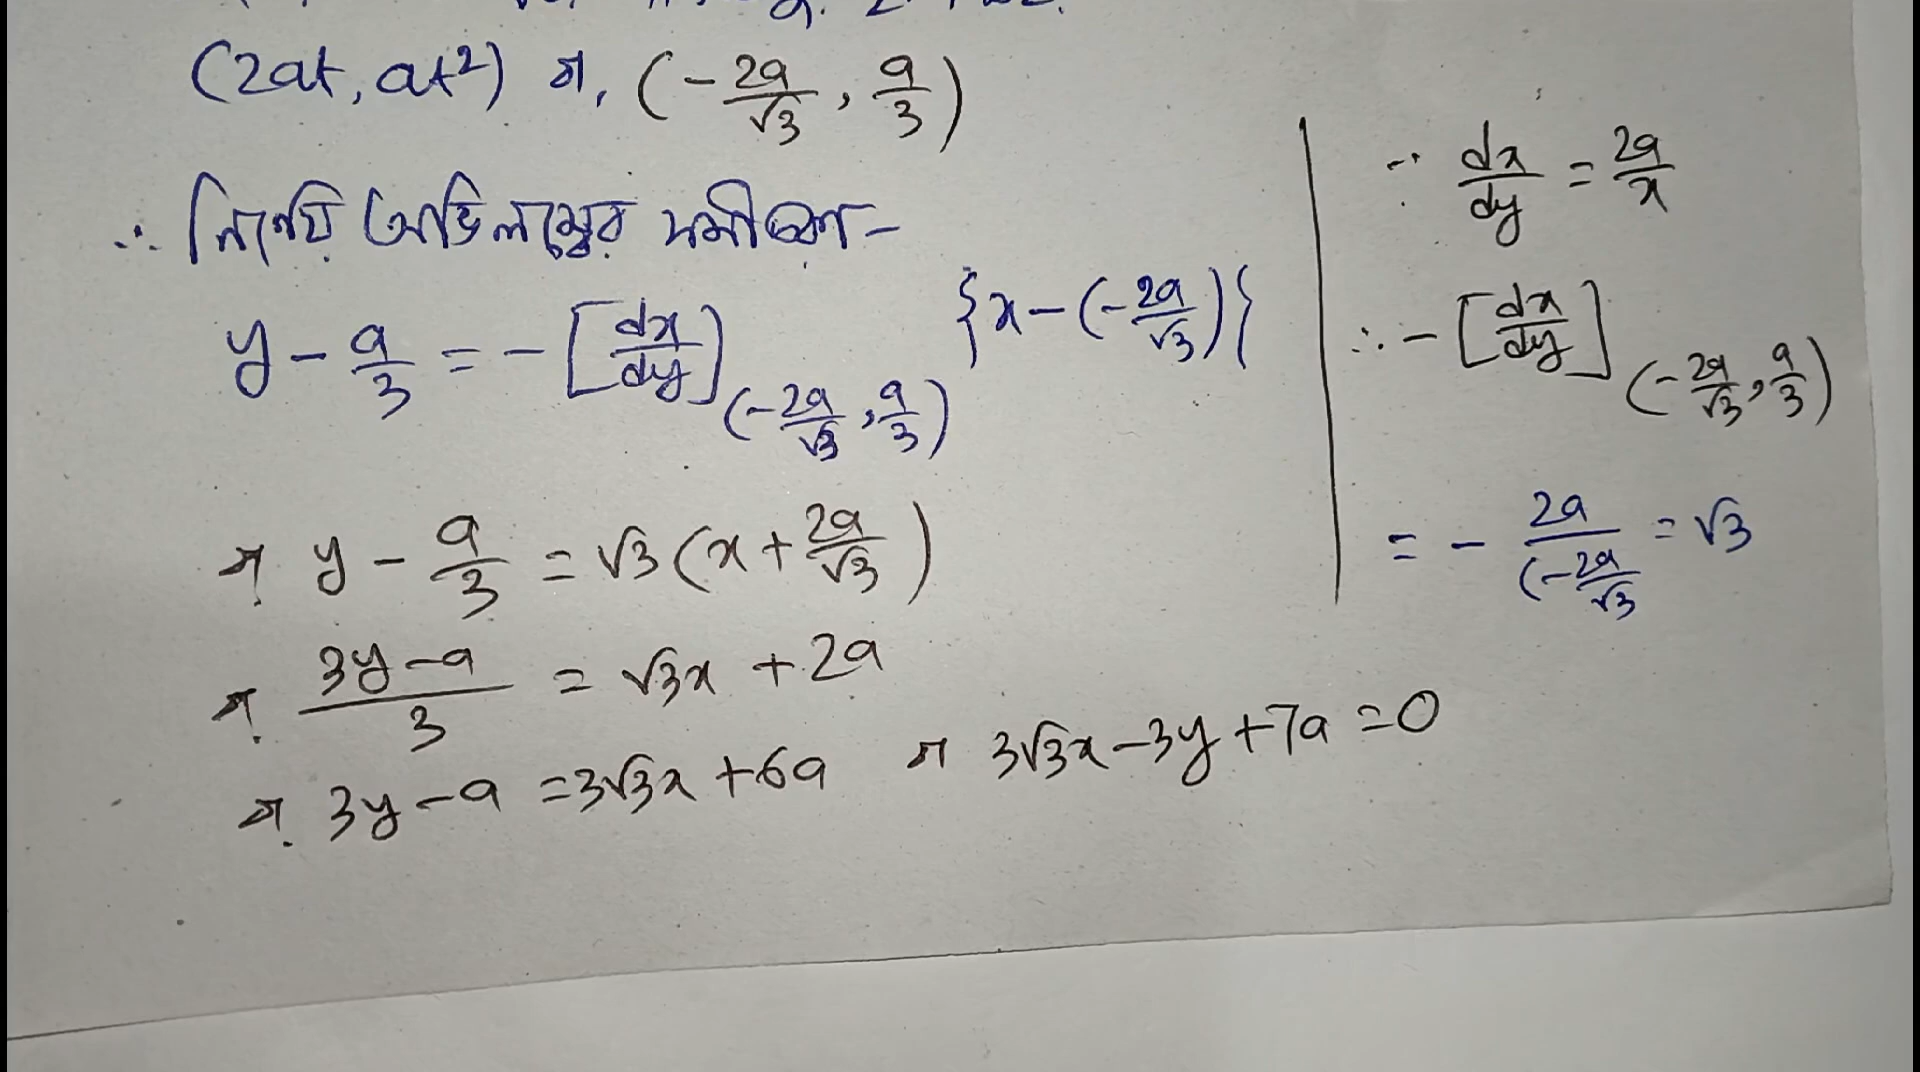 (2at, at²) বা, (-2a/√3, a/3)
∴ নির্ণেয় অভিলম্বের সমীকরণ-
y - a/3 = -[dx/dy](-2a/√3, a/3) {x-(-2a/√3)}
বা, y - a/3 = √3(x + 2a/√3)
বা, (3y-a)/3 = √3x + 2a
বা, 3y-a = 3√3x + 6a বা 3√3x - 3y + 7a = 0
∵ dx/dy = 2a/x
∴ -[dx/dy](-2a/√3, a/3)
= - 2a/(-2a/√3 = √3